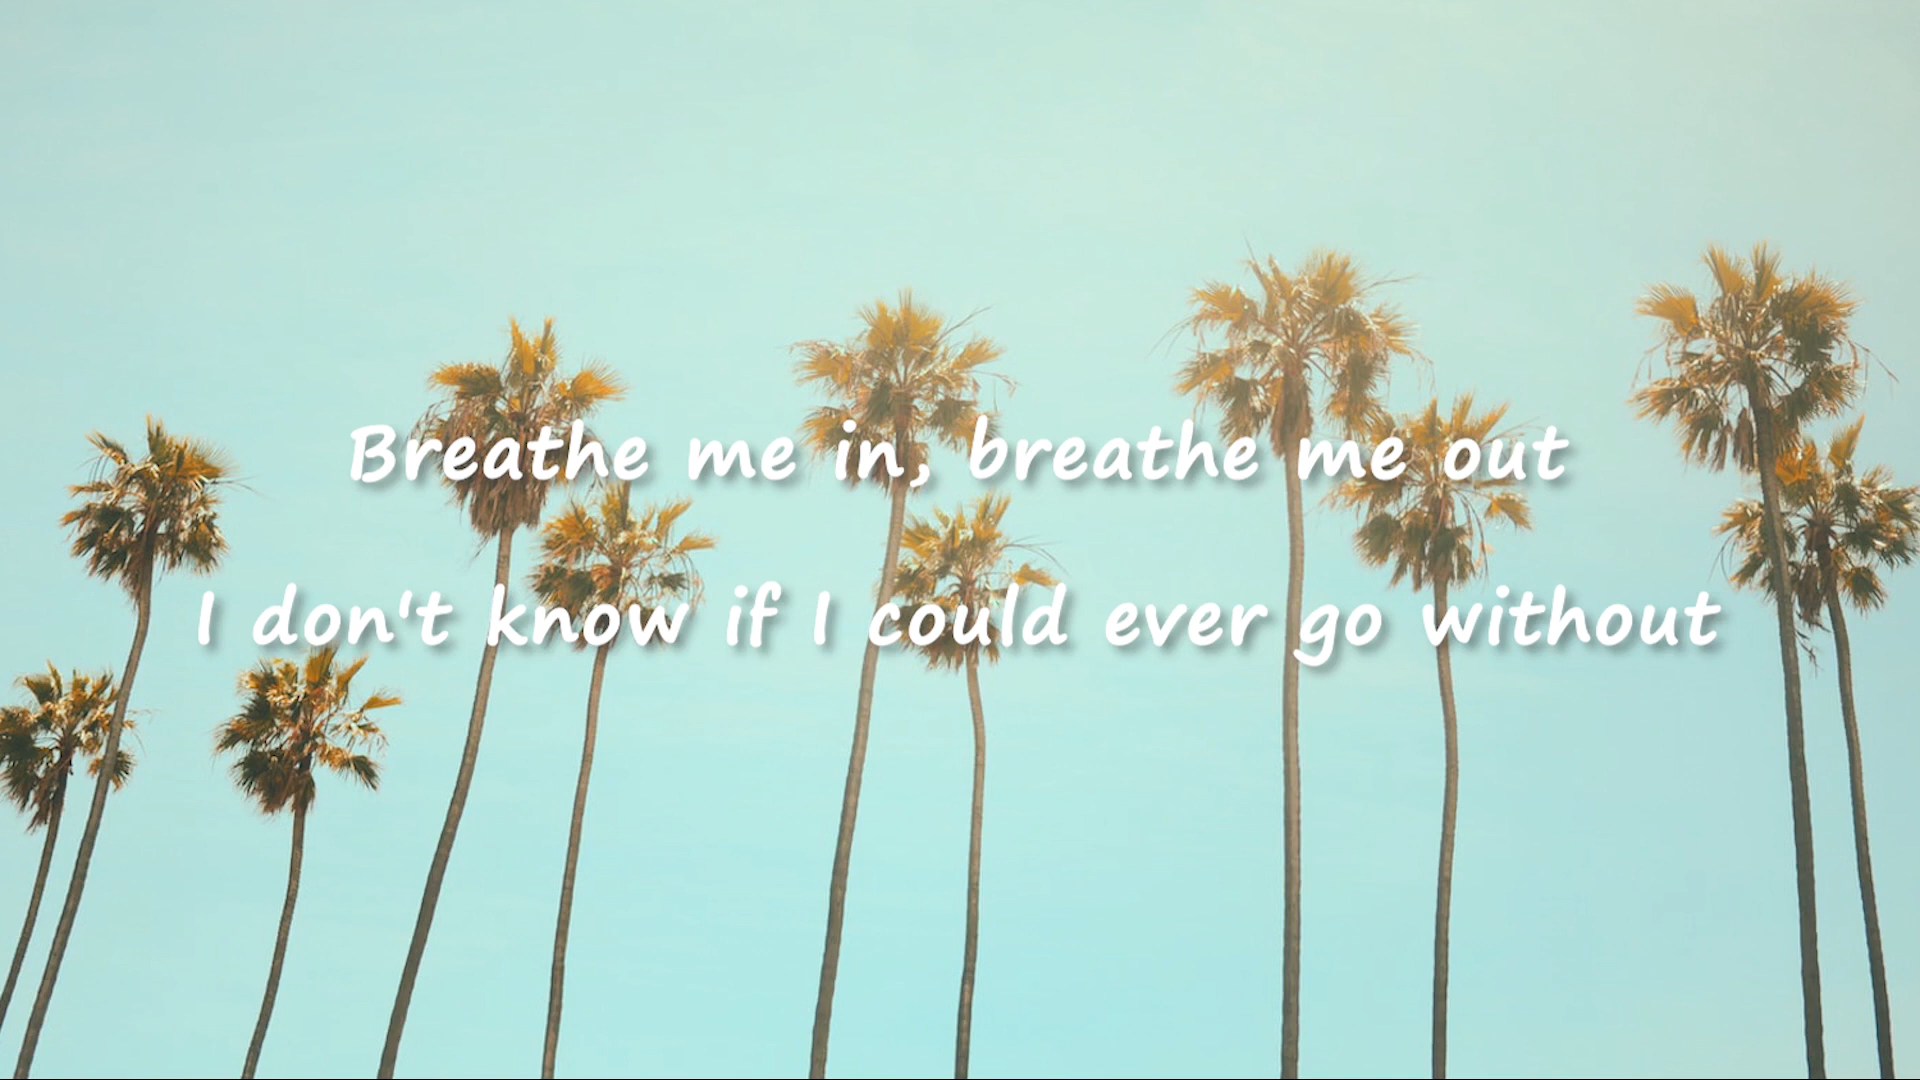 Breathe me in, breathe me out
I don't know if I could ever go without